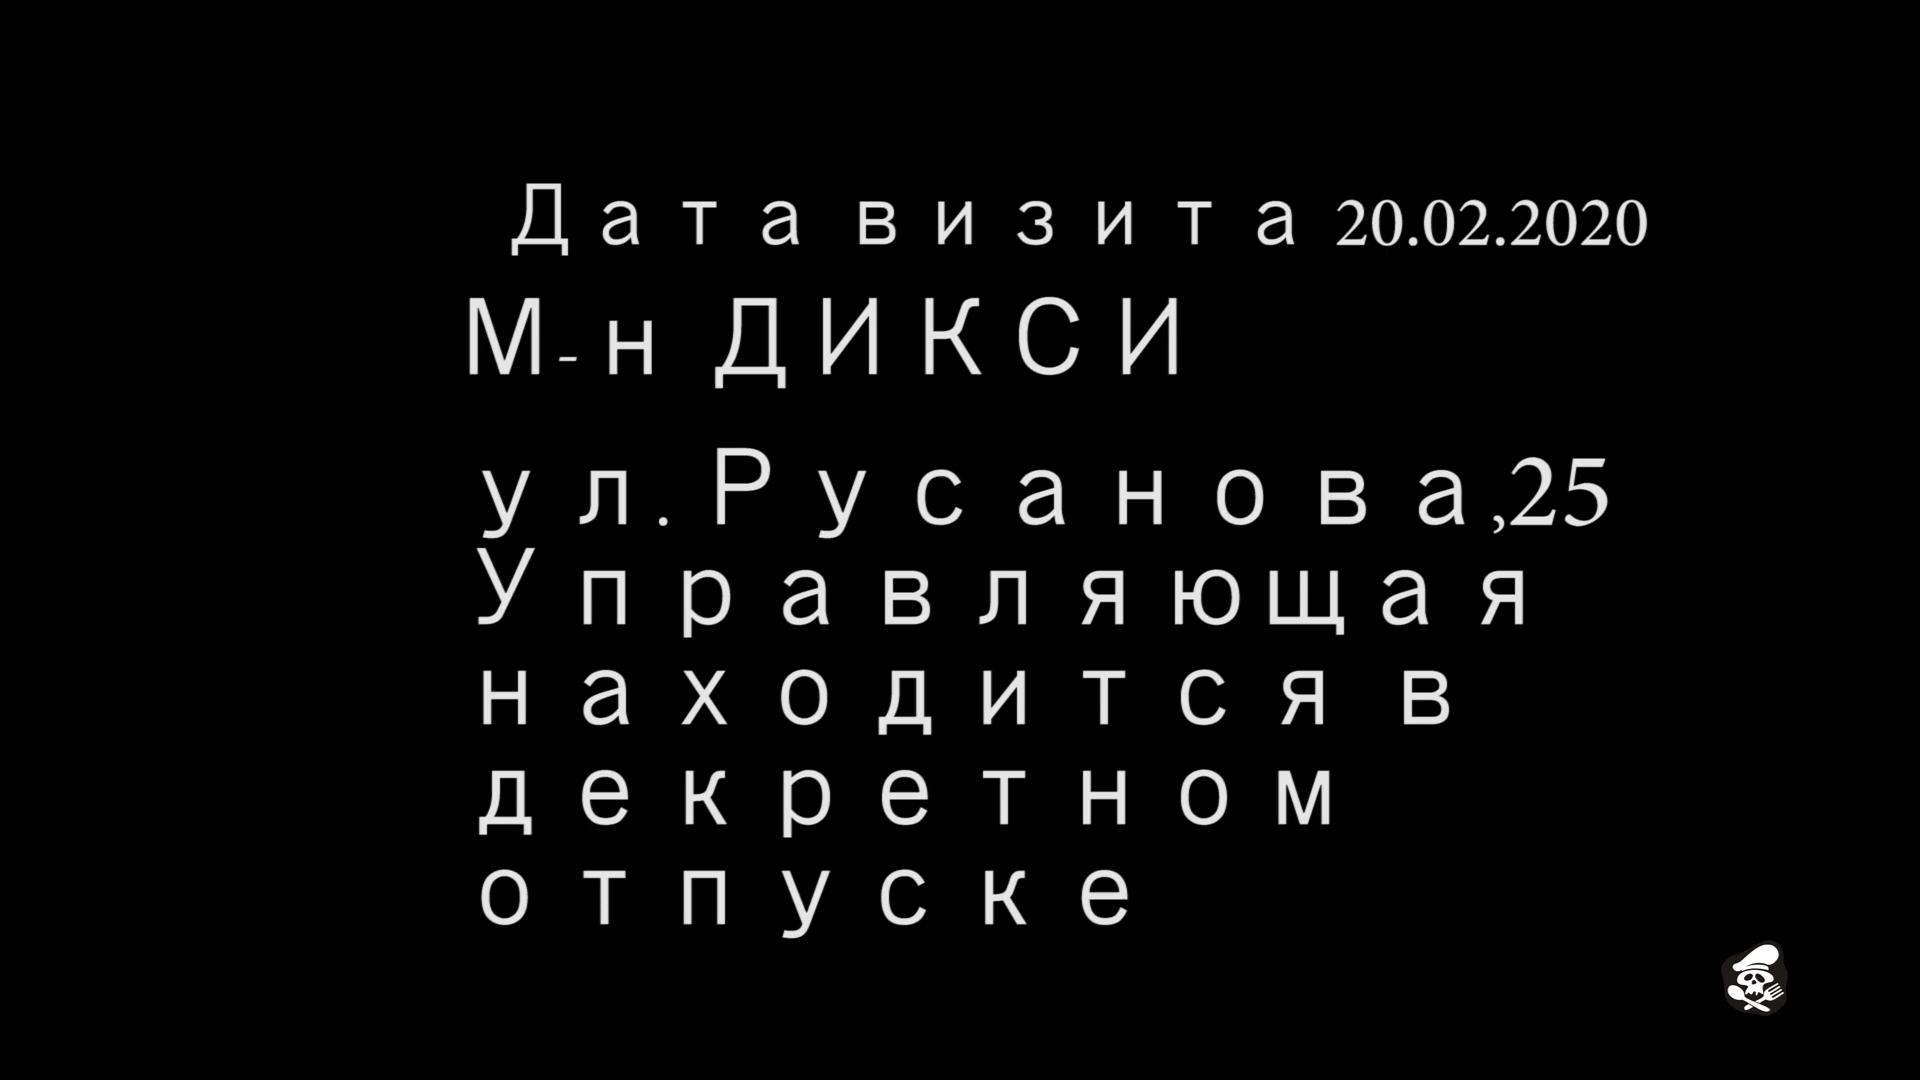 Дата визита 20.02.2020
М-н ДИКСИ
ул.Русанова,25
Управляющая
находится в
декретном
отпуске